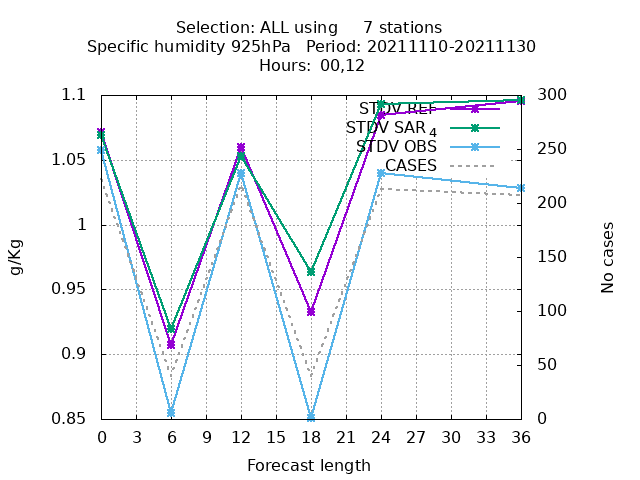 Selection: ALL using 7 stations
Specific humidity 925hPa Period: 20211110-20211130
Hours: 00,12
1.1
1.05
1
0.95
0.9
0.85
g/Kg
STDV REF
STDV SAR4
STDV OBS
CASES
300
250
200
150
100
50
0
No cases
0 3 6 9 12 15 18 21 24 27 30 33 36
Forecast length